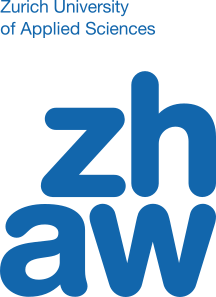 Zurich University
of Applied Sciences
zh
aw